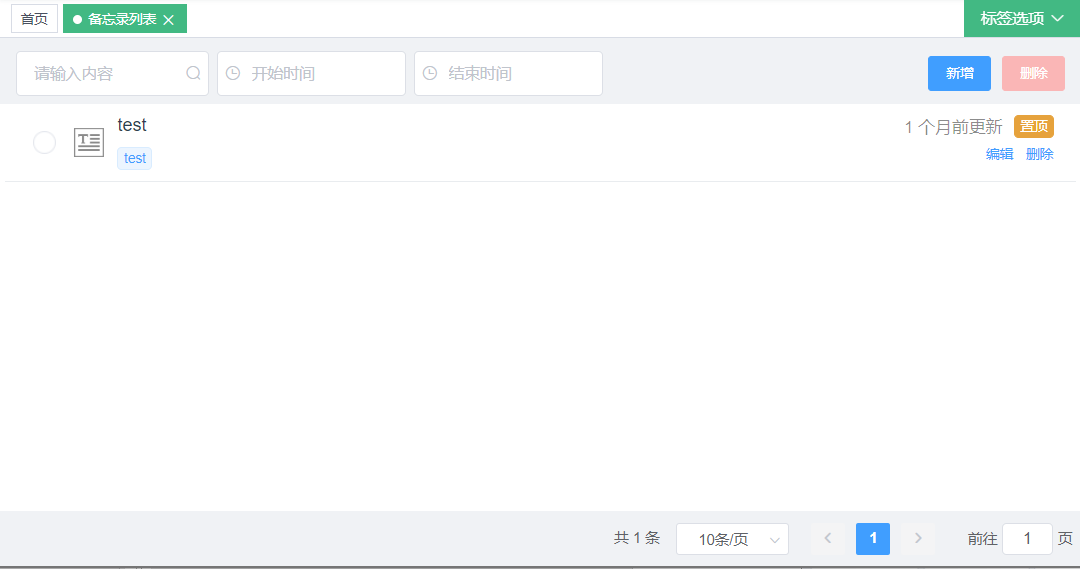 首页 备忘录列表 标签选项
请输入内容 开始时间 结束时间 新增 删除
test 1 个月前更新 置顶
test 编辑 删除
共 1 条 10条/页 1 前往 1 页